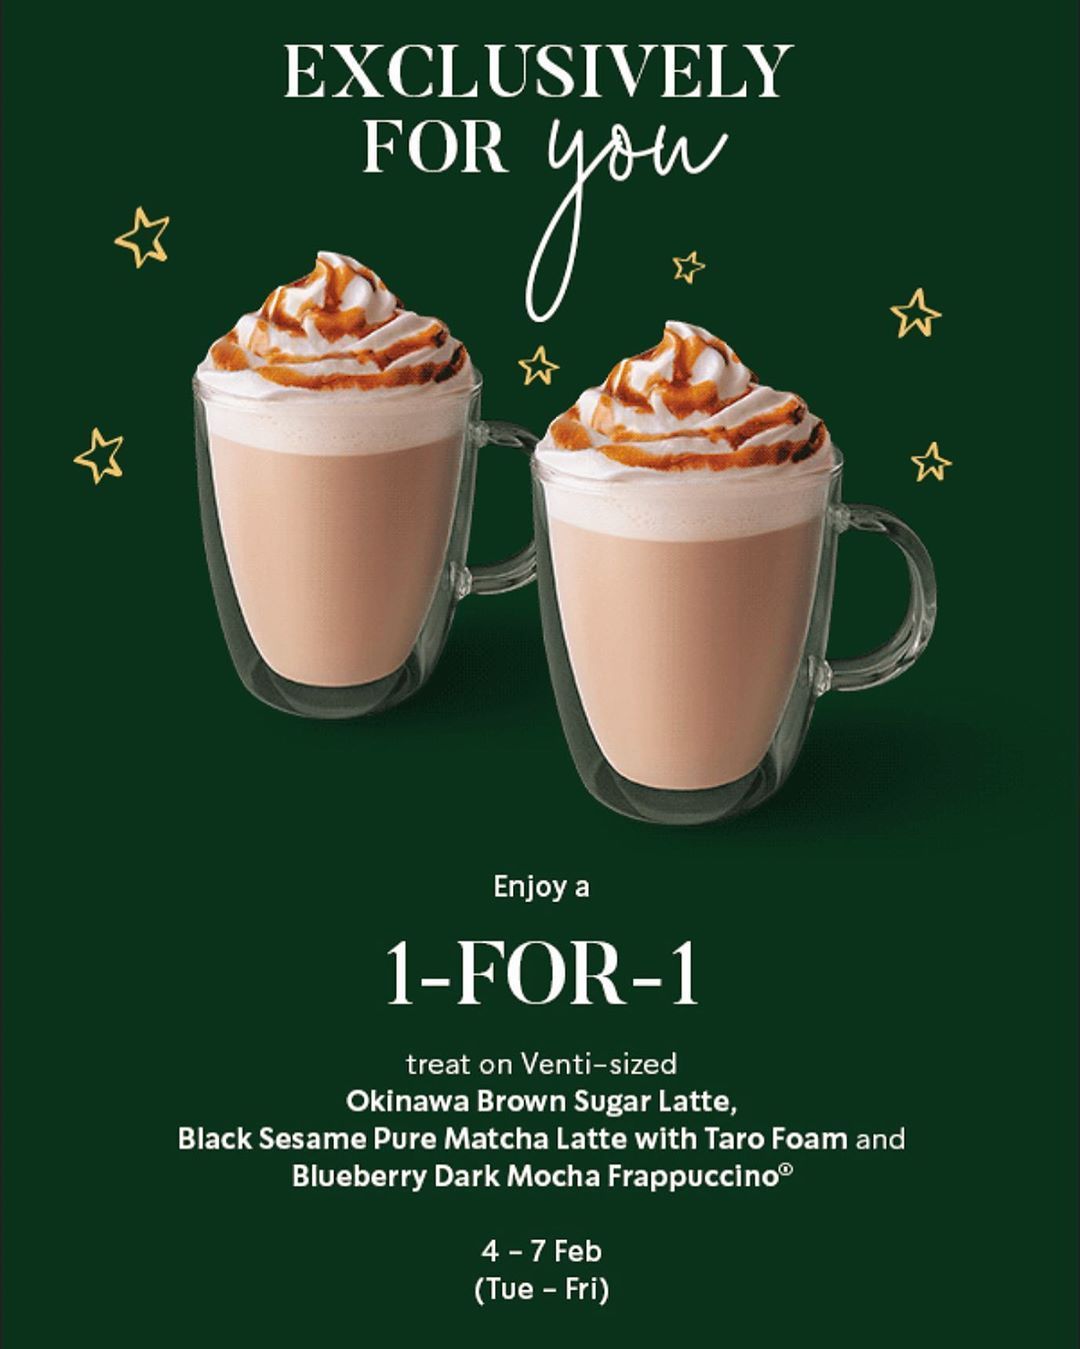 EXCLUSIVELY
FOR you
Enjoy a
1-FOR-1
treat on Venti-sized
Okinawa Brown Sugar Latte,
Black Sesame Pure Matcha Latte with Taro Foam and
Blueberry Dark Mocha Frappuccino®
4 – 7 Feb
(Tue – Fri)